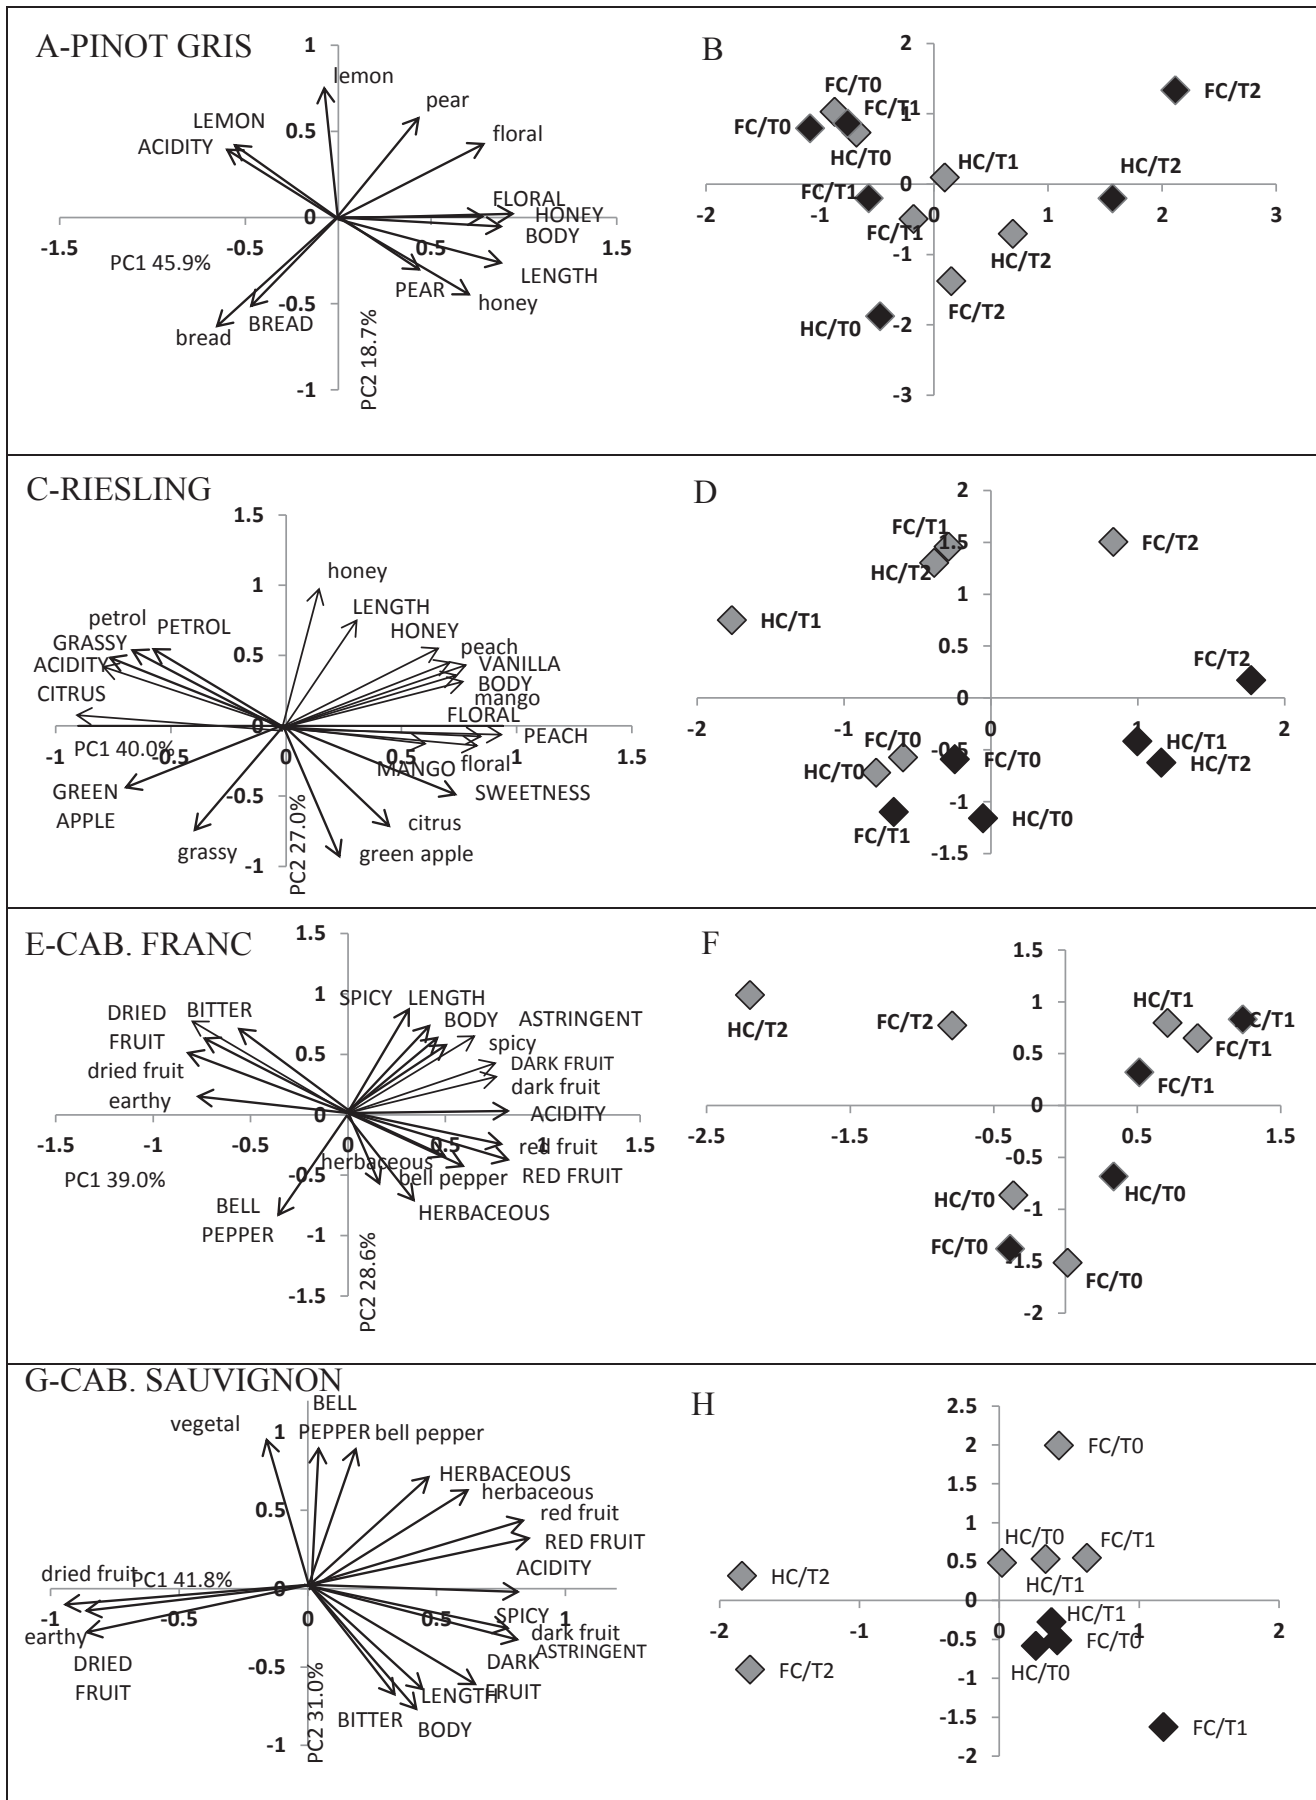 A-PINOT GRIS
1
lemon
pear
LEMON
0.5
floral
ACIDITY
FLORAL
0
HONEY
-1.5
-0.5
0.5
BODY
1.5
PC1 45.9%
LENGTH
PEAR
honey
-0.5
BREAD
bread
PC2 18.7%
-1
B
2
FC/T0
FC/T2
FC/T1
1
FC/T0
HC/T0
HC/T1
HC/T2
0
FC/T1
-2
-1
0
1
2
3
FC/T1
-1
HC/T2
FC/T2
HC/T0
-2
-3
C-RIESLING
1.5
honey
1
LENGTH
petrol
PETROL
HONEY
GRASSY
0.5
peach
ACIDITY
VANILLA
BODY
CITRUS
mango
FLORAL
0
PEACH
-1
PC1 40.0%
-0.5
0
0.5
1
1.5
MANGO
floral
GREEN
APPLE
-0.5
SWEETNESS
citrus
grassy
green apple
-1
PC2 27.0%
D
2
FC/T1
1.5
FC/T2
HC/T2
1
HC/T1
0.5
FC/T2
0
-2
-1
0
1
2
FC/T0
-0.5
FC/T0
HC/T1
HC/T0
HC/T2
-1
FC/T1
HC/T0
-1.5
E-CAB. FRANC
1.5
DRIED
FRUIT
BITTER
1
SPICY
LENGTH
BODY
ASTRINGENT
spicy
0.5
DARK FRUIT
dried fruit
dark fruit
earthy
0
ACIDITY
-1.5
-1
-0.5
0
0.5
1
1.5
PC1 39.0%
red fruit
herbaceous
-0.5
bell pepper
RED FRUIT
BELL
PEPPER
HERBACEOUS
-1
PC2 28.6%
-1.5
F
1.5
1
HC/T1
C/T1
HC/T2
FC/T2
0.5
FC/T1
FC/T1
0
-2.5
-1.5
-0.5
0.5
1.5
-0.5
HC/T0
HC/T0
-1
FC/T0
-1.5
FC/T0
-2
G-CAB. SAUVIGNON
BELL
PEPPER
vegetal
1
bell pepper
HERBACEOUS
herbaceous
0.5
red fruit
RED FRUIT
ACIDITY
dried fruit
PC1 41.8%
0
-1
-0.5
0
0.5
1
SPICY
earthy
dark fruit
ASTRINGENT
DRIED
FRUIT
-0.5
DARK
FRUIT
LENGTH
BITTER
BODY
PC2 31.0%
-1
H
2.5
2
FC/T0
1.5
1
HC/T0
FC/T1
0.5
HC/T2
HC/T1
0
HC/T1
-2
-1
0
1
2
-0.5
FC/T0
FC/T2
HC/T0
-1
-1.5
FC/T1
-2